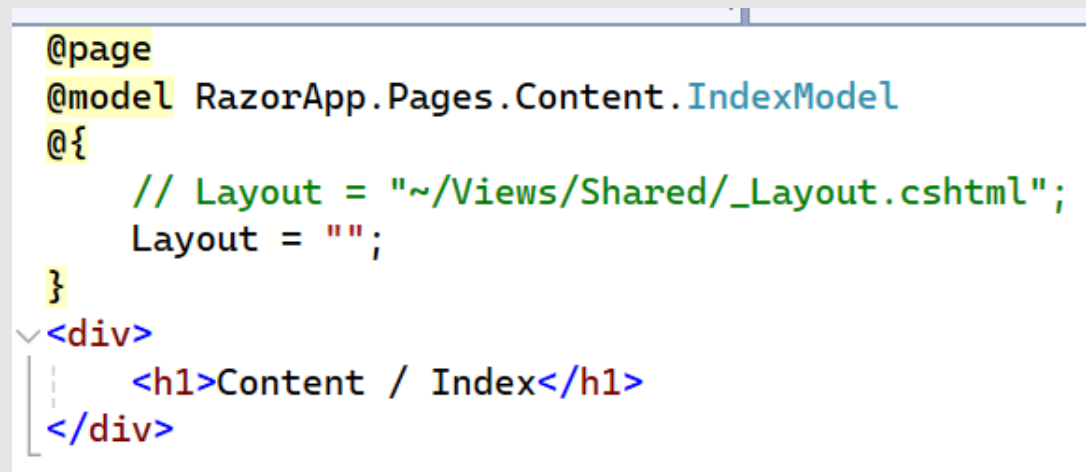 @page
@model RazorApp.Pages.Content.IndexModel
@{
    // Layout = "~/Views/Shared/_Layout.cshtml";
    Layout = "";
}
<div>
    <h1>Content / Index</h1>
</div>